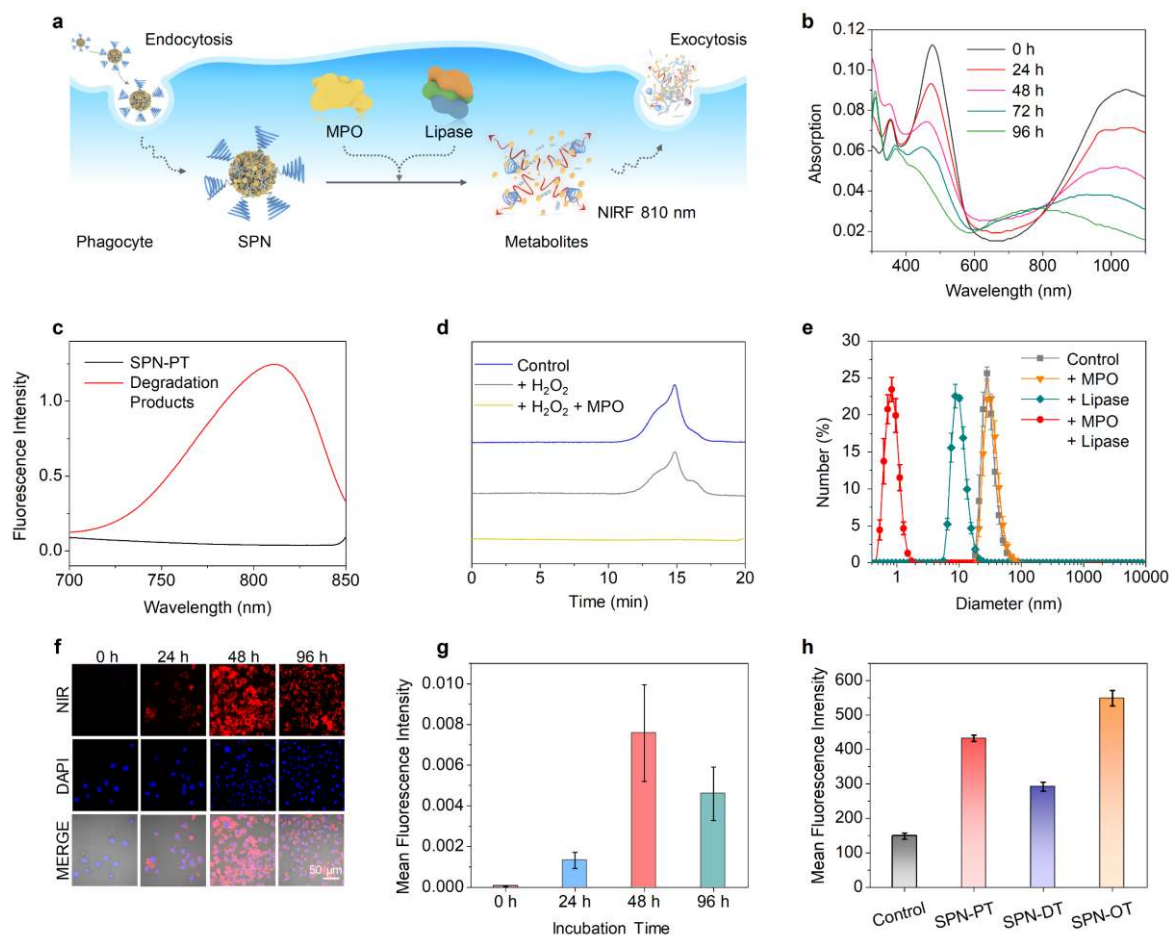 a
Endocytosis
Exocytosis
MPO
Lipase
NIRF 810 nm
Phagocyte
SPN
Metabolites
b
0.12
0.10
0.08
0.06
0.04
0.02
Absorption
0 h
24 h
48 h
72 h
96 h
400
600
800
1000
Wavelength (nm)
c
SPN-PT
Degradation
Products
1.0
0.5
0.0
Fluorescence Intensity
700
750
800
850
Wavelength (nm)
d
Control
+ H₂O₂
+ H₂O₂ + MPO
0
5
10
15
20
Time (min)
e
30
25
20
15
10
5
0
Number (%)
Control
+ MPO
+ Lipase
+ MPO
+ Lipase
1
10
100
1000
10000
Diameter (nm)
f
0 h
24 h
48 h
96 h
NIR
DAPI
MERGE
50 μm
g
0.010
0.008
0.006
0.004
0.002
0.000
Mean Fluorescence Intensity
0 h
24 h
48 h
96 h
Incubation Time
h
600
500
400
300
200
100
0
Mean Fluorescence Inrensity
Control
SPN-PT
SPN-DT
SPN-OT